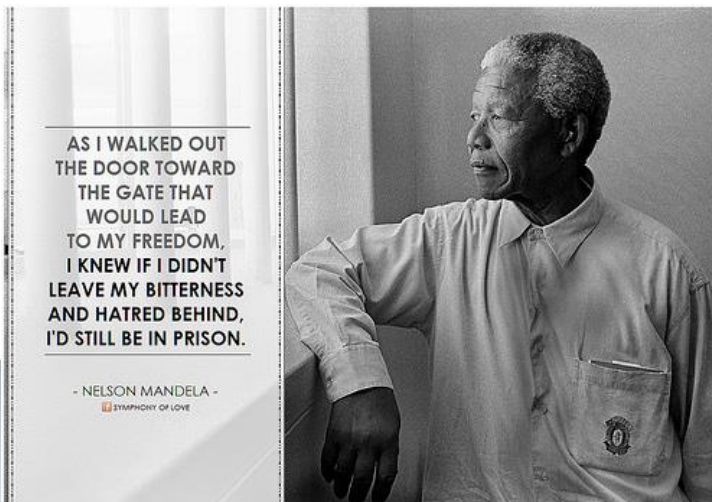 AS I WALKED OUT
THE DOOR TOWARD
THE GATE THAT
WOULD LEAD
TO MY FREEDOM,
I KNEW IF I DIDN'T
LEAVE MY BITTERNESS
AND HATRED BEHIND,
I'D STILL BE IN PRISON.
- NELSON MANDELA -
f SYMPHONY OF LOVE